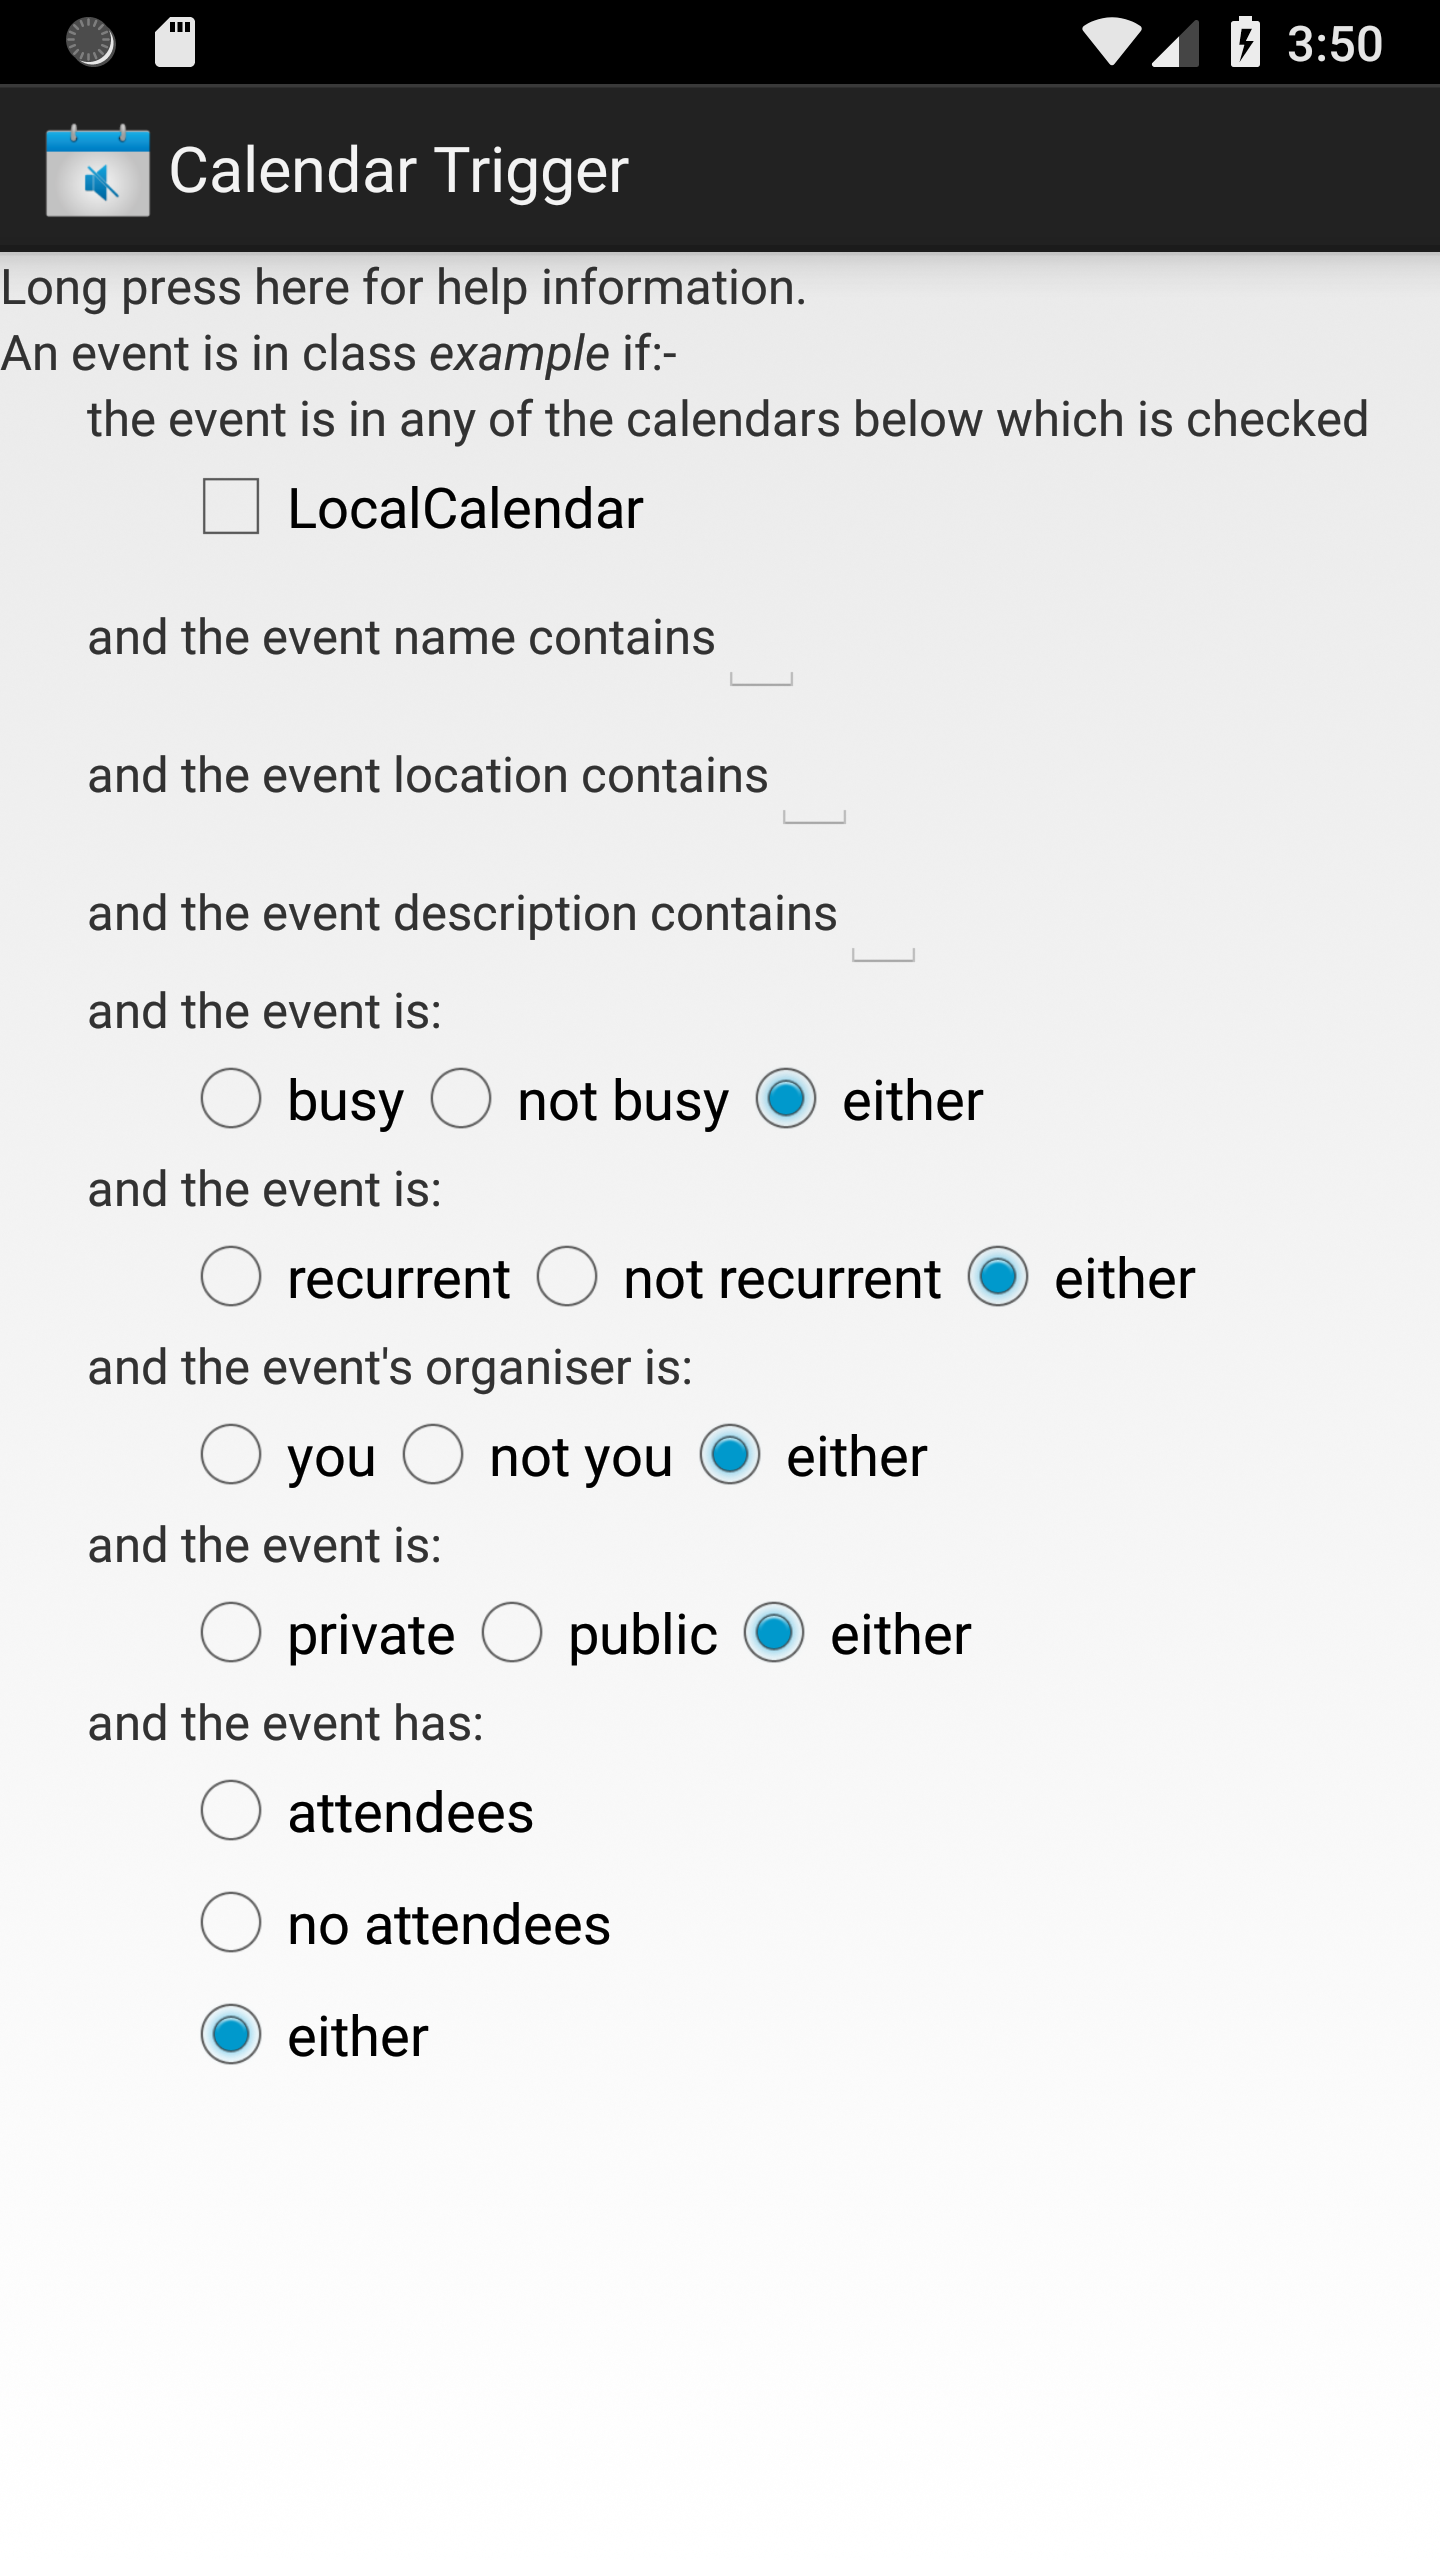 3:50
Calendar Trigger
Long press here for help information.
An event is in class example if:-
the event is in any of the calendars below which is checked
LocalCalendar
and the event name contains
and the event location contains
and the event description contains
and the event is:
busy not busy either
and the event is:
recurrent not recurrent either
and the event's organiser is:
you not you either
and the event is:
private public either
and the event has:
attendees
no attendees
either